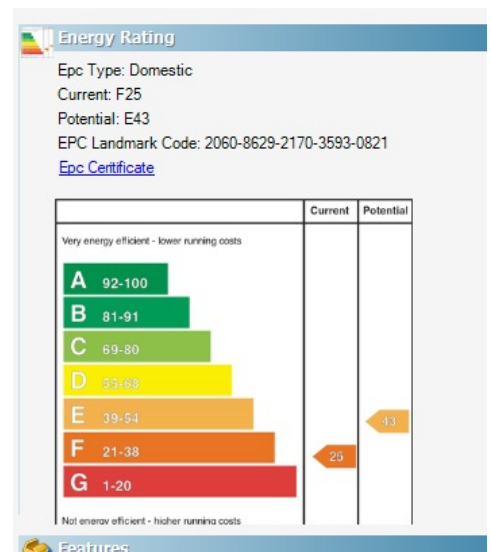 Energy Rating
Epc Type: Domestic
Current: F25
Potential: E43
EPC Landmark Code: 2060-8629-2170-3593-0821
Epc Certificate
Current Potential
Very energy efficient - lower running costs
A 92-100
B 81-91
C 69-80
D 55-68
E 39-54
43
F 21-38
25
G 1-20
Not energy efficient - higher running costs
Features